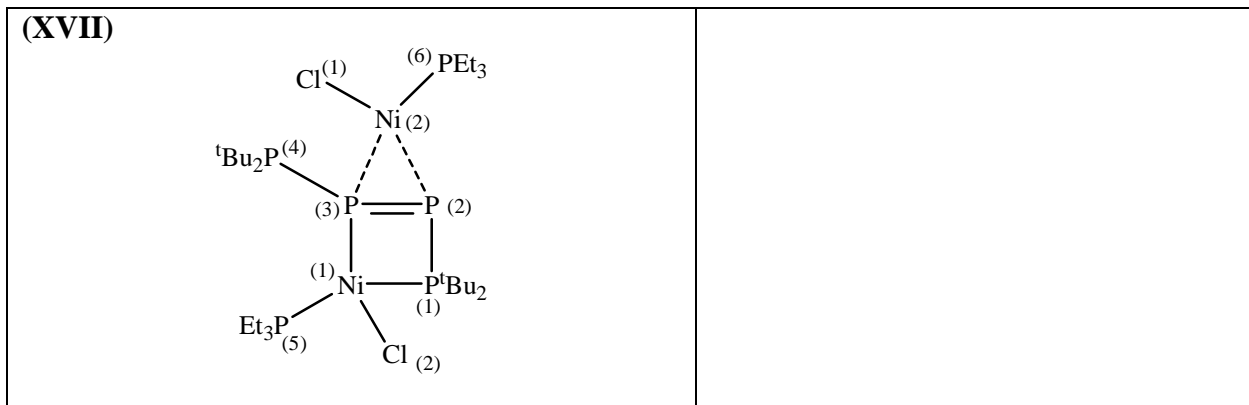 (XVII)
(6)
Cl(1) PEt3
Ni(2)
tBu2P(4)
(3)P P(2)
(1)Ni PtBu2
(1)
Et3P(5)
Cl(2)